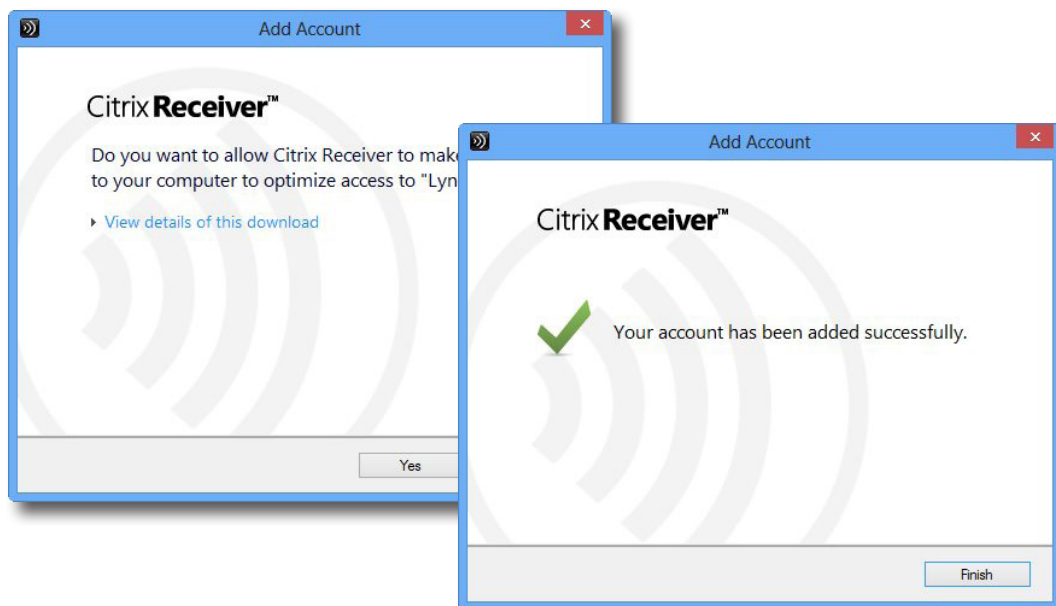 Add Account
Citrix Receiver™
Do you want to allow Citrix Receiver to make
to your computer to optimize access to "Lyn
View details of this download
Yes
Add Account
Citrix Receiver™
Your account has been added successfully.
Finish